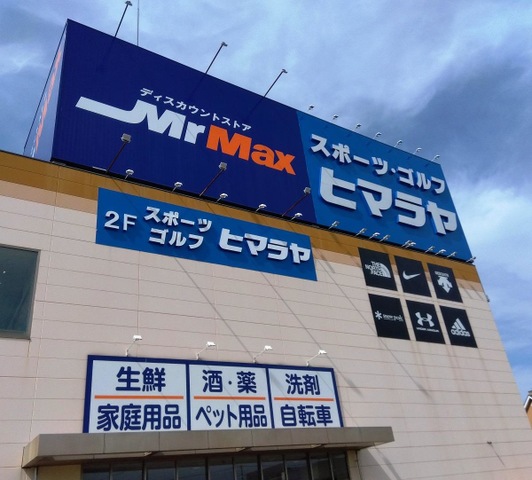 ディスカウントストア
MrMax
スポーツ・ゴルフ
ヒマラヤ
2F スポーツ ゴルフ ヒマラヤ
THE NORTH FACE
NIKE
DESCENTE
snow peak
UNDER ARMOUR
adidas
生鮮
家庭用品
酒・薬
ペット用品
洗剤
自転車